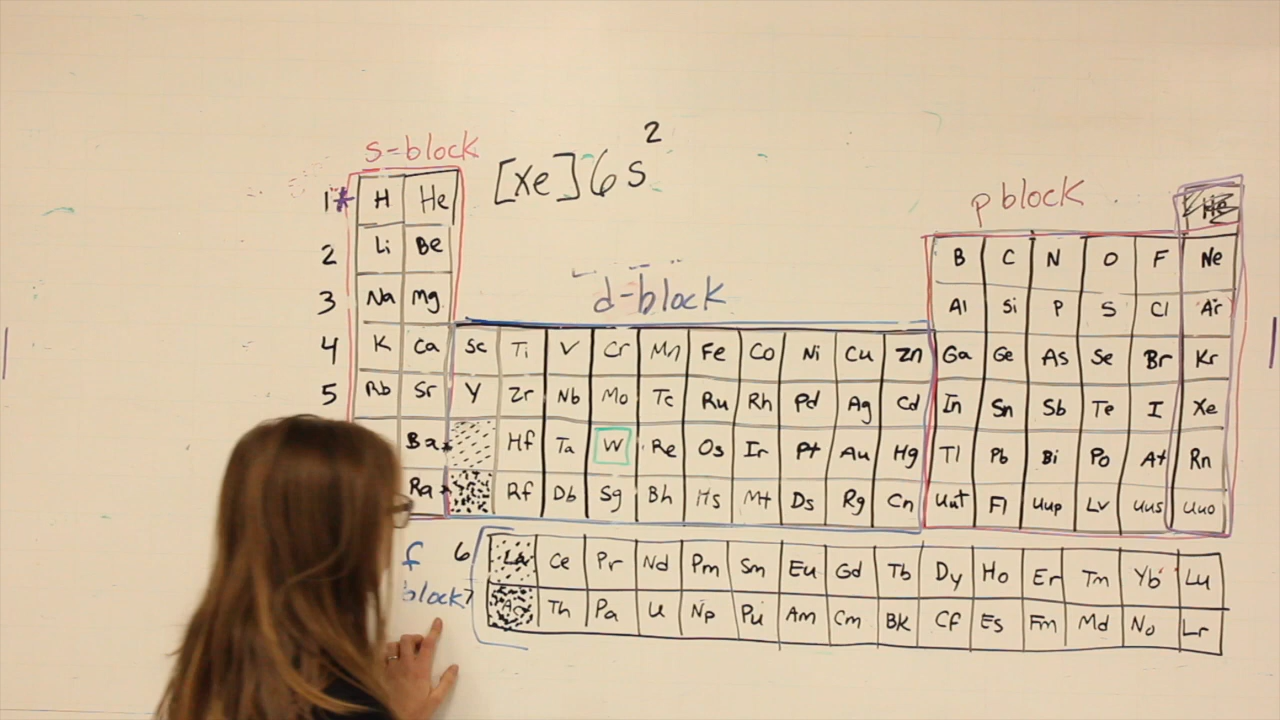 s-block
[Xe]6s²
p block
d-block
1* H He He
2 Li Be B C N O F Ne
3 Na Mg Al Si P S Cl Ar
4 K Ca Sc Ti V Cr Mn Fe Co Ni Cu Zn Ga Ge As Se Br Kr
5 Rb Sr Y Zr Nb Mo Tc Ru Rh Pd Ag Cd In Sn Sb Te I Xe
Ba Hf Ta W Re Os Ir Pt Au Hg Tl Pb Bi Po At Rn
Ra Rf Db Sg Bh Hs Mt Ds Rg Cn Uut Fl Uup Lv Uus Uuo
f 6 La Ce Pr Nd Pm Sm Eu Gd Tb Dy Ho Er Tm Yb Lu
block 7 Ac Th Pa U Np Pu Am Cm Bk Cf Es Fm Md No Lr